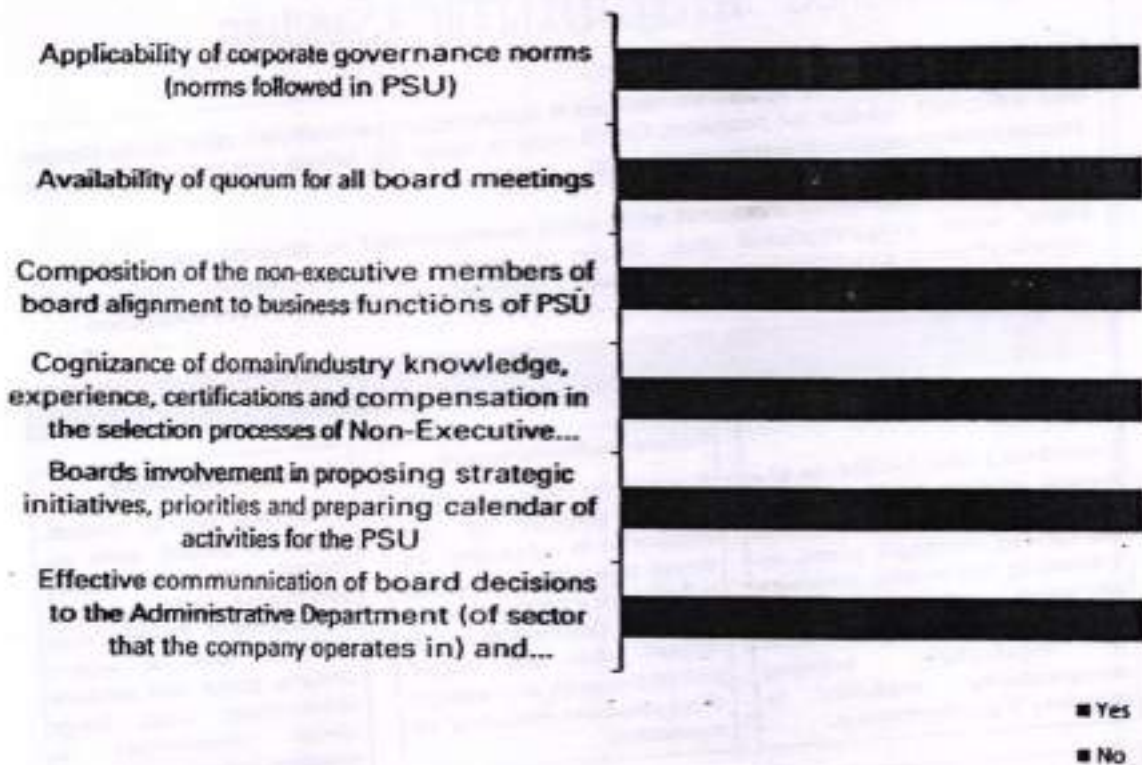 Applicability of corporate governance norms
(norms followed in PSU)
Availability of quorum for all board meetings
Composition of the non-executive members of
board alignment to business functions of PSU
Cognizance of domain/industry knowledge,
experience, certifications and compensation in
the selection processes of Non-Executive...
Boards involvement in proposing strategic
initiatives, priorities and preparing calendar of
activities for the PSU
Effective communnication of board decisions
to the Administrative Department (of sector
that the company operates in) and...
Yes
No